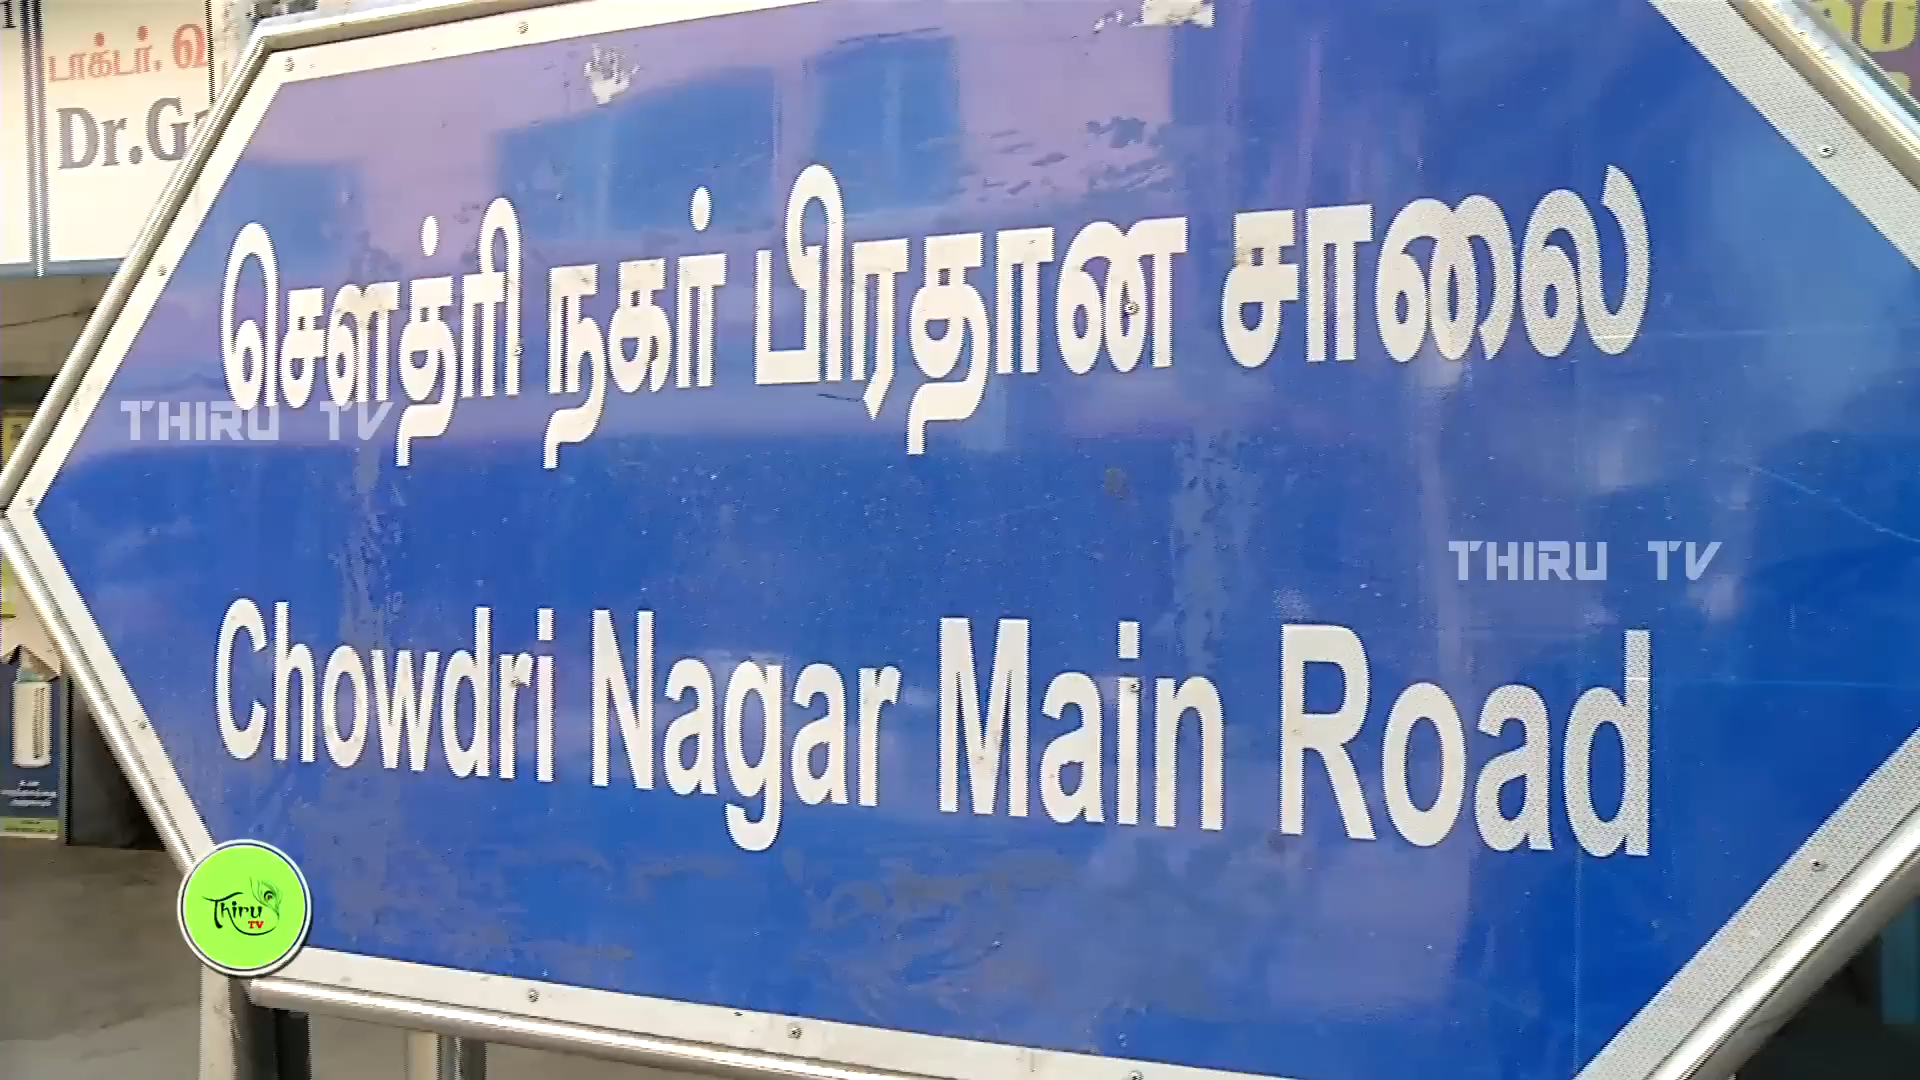 டாக்டர்.
Dr.G
சௌத்ரி நகர் பிரதான சாலை
THIRU TV
THIRU TV
Chowdri Nagar Main Road
Thiru
TV